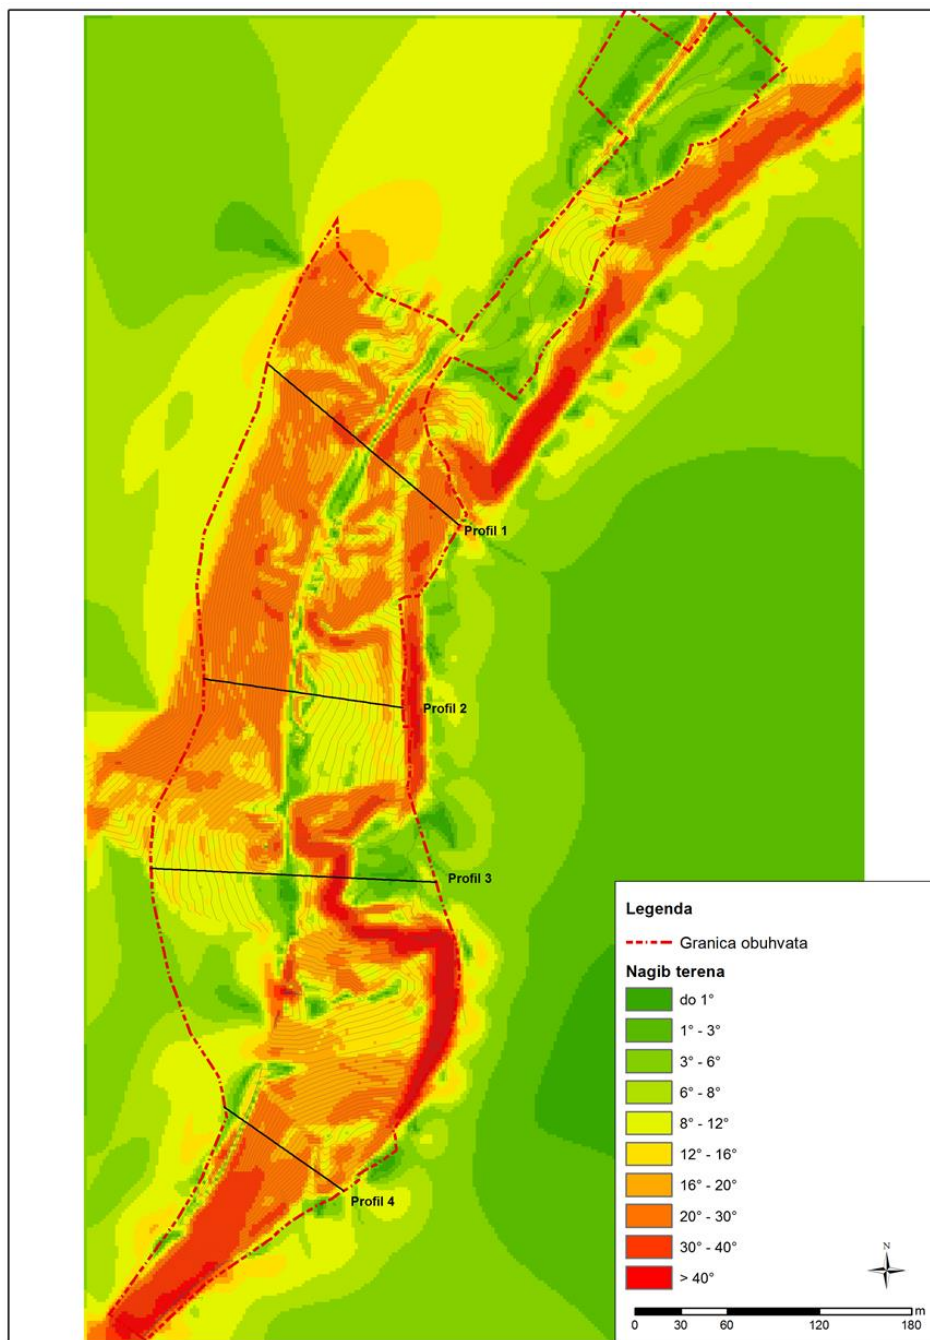 Profil 1
Profil 2
Profil 3
Profil 4
Legenda
Granica obuhvata
Nagib terena
do 1°
1° - 3°
3° - 6°
6° - 8°
8° - 12°
12° - 16°
16° - 20°
20° - 30°
30° - 40°
> 40°
N
m
0 30 60 120 180